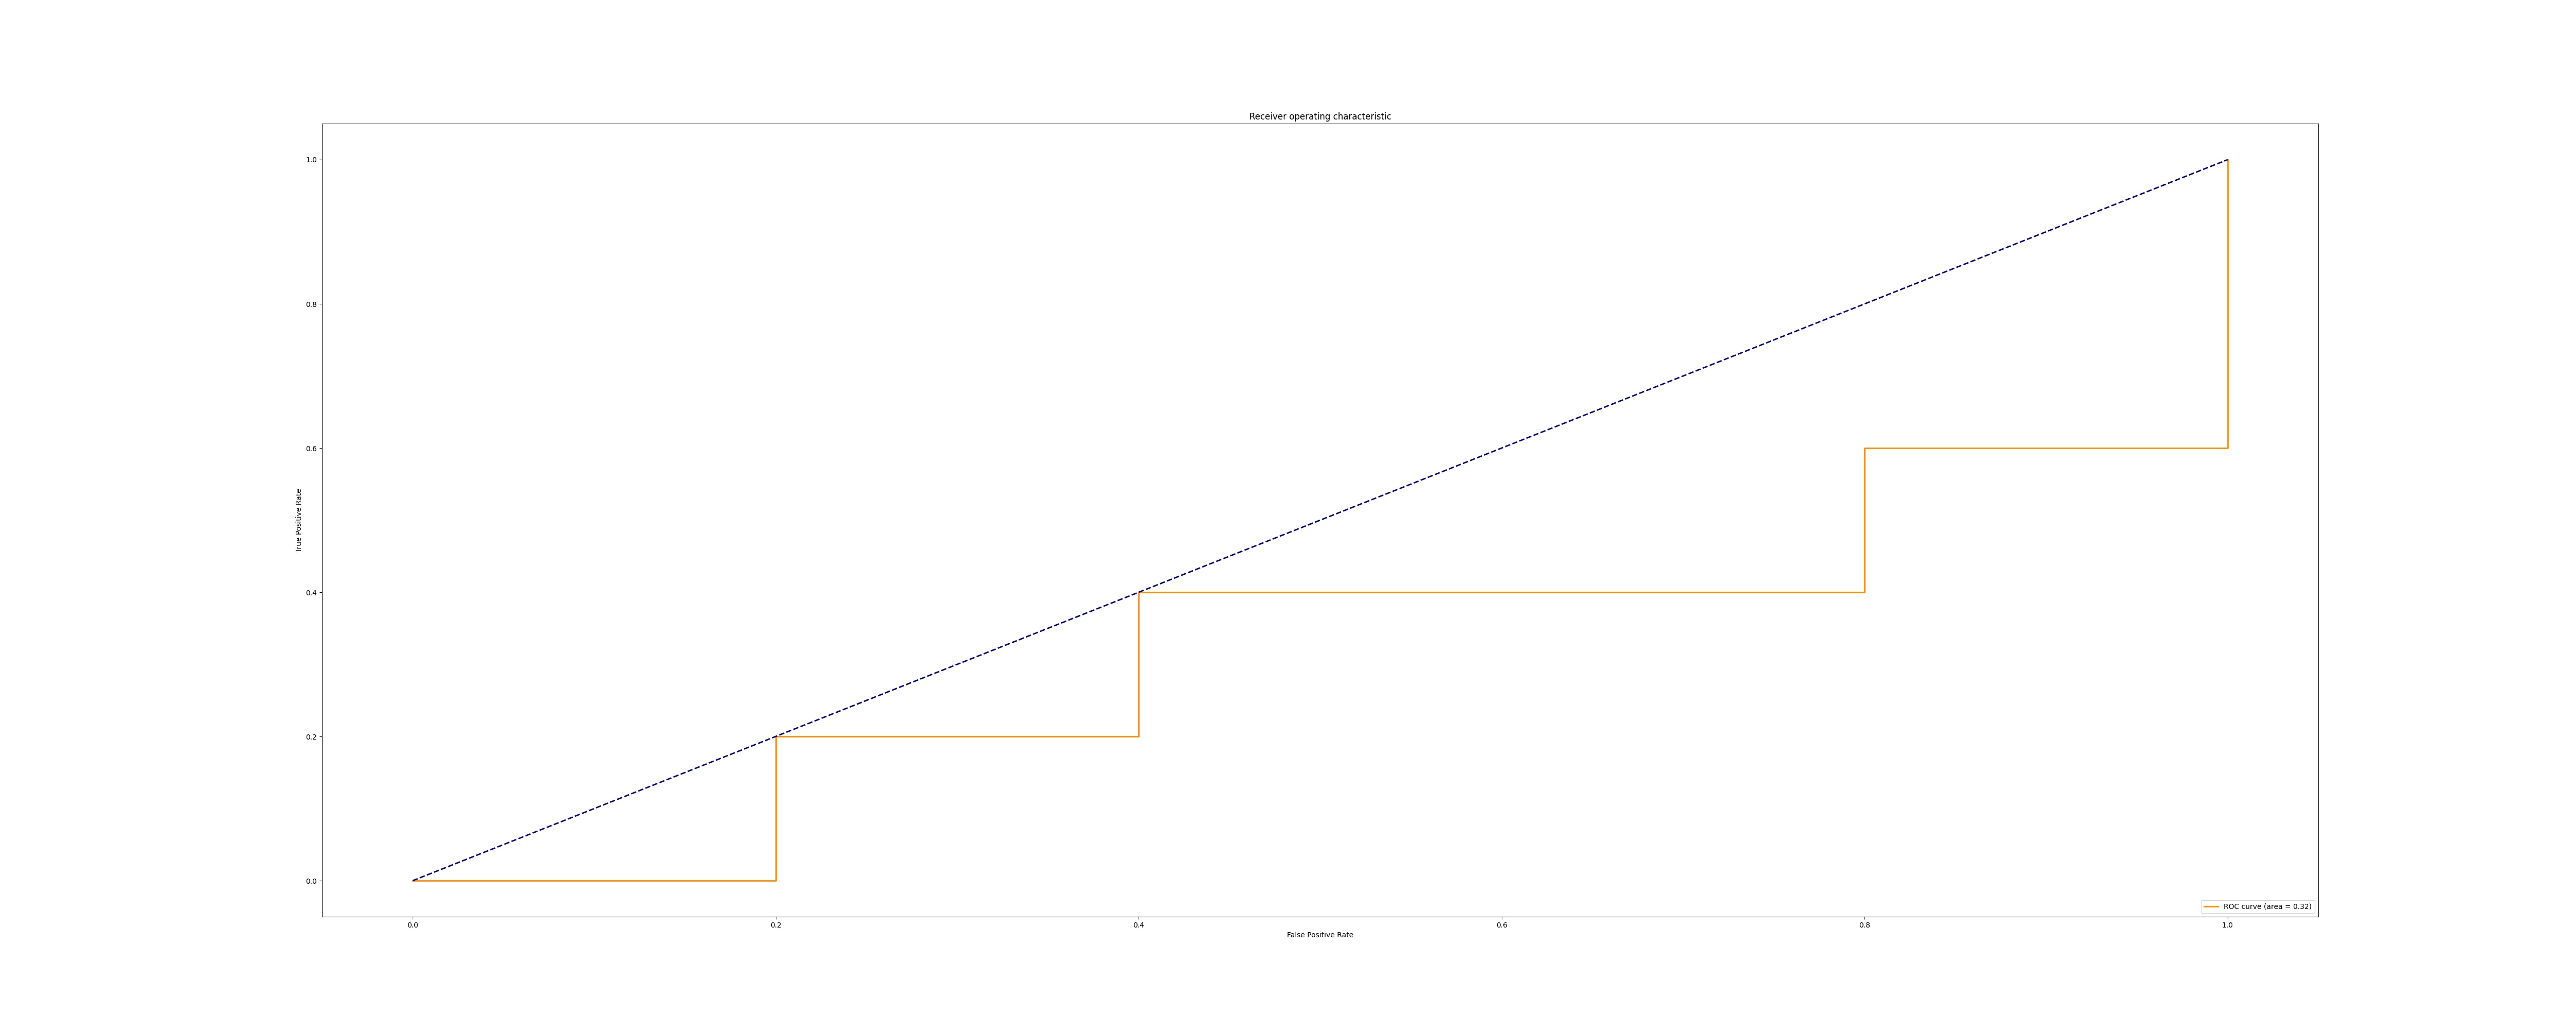 Receiver operating characteristic
1.0
0.8
0.6
0.4
0.2
0.0
True Positive Rate
0.0 0.2 0.4 0.6 0.8 1.0
False Positive Rate
ROC curve (area = 0.32)